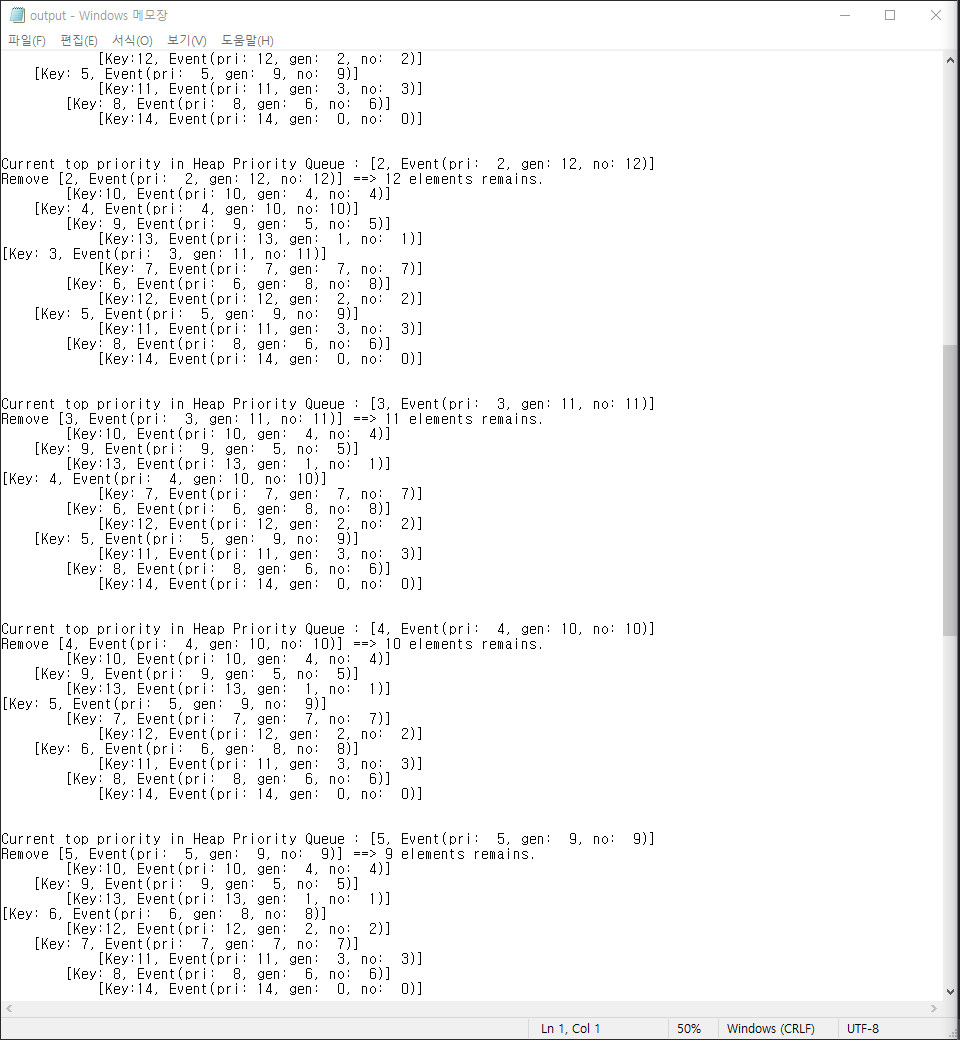 output - Windows 메모장
파일(F) 편집(E) 서식(O) 보기(V) 도움말(H)
            [Key:12, Event(pri: 12, gen:  2, no:  2)]
    [Key: 5, Event(pri:  5, gen:  9, no:  9)]
            [Key:11, Event(pri: 11, gen:  3, no:  3)]
        [Key: 8, Event(pri:  8, gen:  6, no:  6)]
            [Key:14, Event(pri: 14, gen:  0, no:  0)]

Current top priority in Heap Priority Queue : [2, Event(pri:  2, gen: 12, no: 12)]
Remove [2, Event(pri:  2, gen: 12, no: 12)] ==> 12 elements remains.
        [Key:10, Event(pri: 10, gen:  4, no:  4)]
    [Key: 4, Event(pri:  4, gen: 10, no: 10)]
        [Key: 9, Event(pri:  9, gen:  5, no:  5)]
            [Key:13, Event(pri: 13, gen:  1, no:  1)]
[Key: 3, Event(pri:  3, gen: 11, no: 11)]
            [Key: 7, Event(pri:  7, gen:  7, no:  7)]
        [Key: 6, Event(pri:  6, gen:  8, no:  8)]
            [Key:12, Event(pri: 12, gen:  2, no:  2)]
    [Key: 5, Event(pri:  5, gen:  9, no:  9)]
            [Key:11, Event(pri: 11, gen:  3, no:  3)]
        [Key: 8, Event(pri:  8, gen:  6, no:  6)]
            [Key:14, Event(pri: 14, gen:  0, no:  0)]

Current top priority in Heap Priority Queue : [3, Event(pri:  3, gen: 11, no: 11)]
Remove [3, Event(pri:  3, gen: 11, no: 11)] ==> 11 elements remains.
        [Key:10, Event(pri: 10, gen:  4, no:  4)]
    [Key: 9, Event(pri:  9, gen:  5, no:  5)]
        [Key:13, Event(pri: 13, gen:  1, no:  1)]
[Key: 4, Event(pri:  4, gen: 10, no: 10)]
            [Key: 7, Event(pri:  7, gen:  7, no:  7)]
        [Key: 6, Event(pri:  6, gen:  8, no:  8)]
            [Key:12, Event(pri: 12, gen:  2, no:  2)]
    [Key: 5, Event(pri:  5, gen:  9, no:  9)]
            [Key:11, Event(pri: 11, gen:  3, no:  3)]
        [Key: 8, Event(pri:  8, gen:  6, no:  6)]
            [Key:14, Event(pri: 14, gen:  0, no:  0)]

Current top priority in Heap Priority Queue : [4, Event(pri:  4, gen: 10, no: 10)]
Remove [4, Event(pri:  4, gen: 10, no: 10)] ==> 10 elements remains.
        [Key:10, Event(pri: 10, gen:  4, no:  4)]
    [Key: 9, Event(pri:  9, gen:  5, no:  5)]
        [Key:13, Event(pri: 13, gen:  1, no:  1)]
[Key: 5, Event(pri:  5, gen:  9, no:  9)]
        [Key: 7, Event(pri:  7, gen:  7, no:  7)]
            [Key:12, Event(pri: 12, gen:  2, no:  2)]
    [Key: 6, Event(pri:  6, gen:  8, no:  8)]
            [Key:11, Event(pri: 11, gen:  3, no:  3)]
        [Key: 8, Event(pri:  8, gen:  6, no:  6)]
            [Key:14, Event(pri: 14, gen:  0, no:  0)]

Current top priority in Heap Priority Queue : [5, Event(pri:  5, gen:  9, no:  9)]
Remove [5, Event(pri:  5, gen:  9, no:  9)] ==> 9 elements remains.
        [Key:10, Event(pri: 10, gen:  4, no:  4)]
    [Key: 9, Event(pri:  9, gen:  5, no:  5)]
        [Key:13, Event(pri: 13, gen:  1, no:  1)]
[Key: 6, Event(pri:  6, gen:  8, no:  8)]
        [Key:12, Event(pri: 12, gen:  2, no:  2)]
    [Key: 7, Event(pri:  7, gen:  7, no:  7)]
            [Key:11, Event(pri: 11, gen:  3, no:  3)]
        [Key: 8, Event(pri:  8, gen:  6, no:  6)]
            [Key:14, Event(pri: 14, gen:  0, no:  0)]
Ln 1, Col 1 50% Windows (CRLF) UTF-8